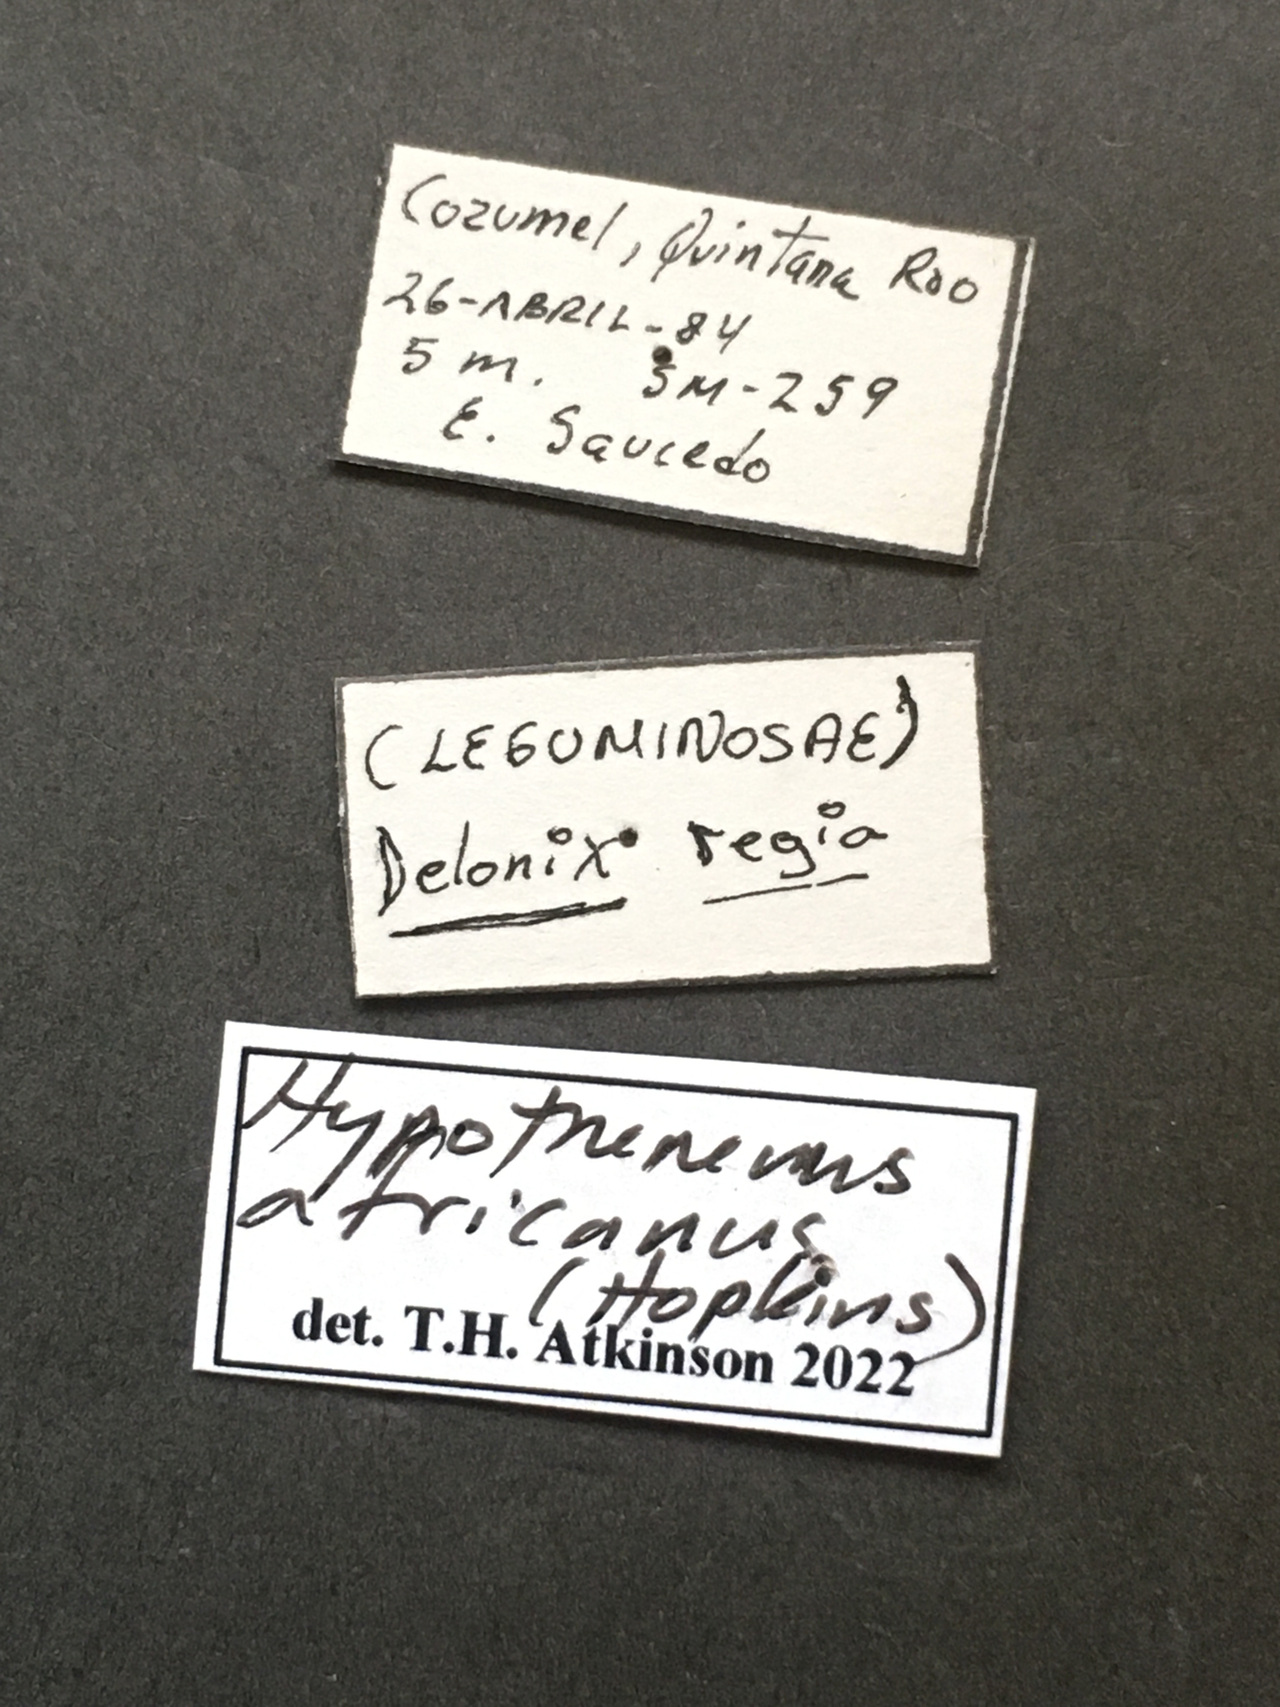 Cozumel, Quintana Roo
26-ABRIL-84
5 m. SM-259
E. Saucedo
(LEGUMINOSAE)
Delonix regia
Hypothenemus
africanus
(Hopkins)
det. T.H. Atkinson 2022